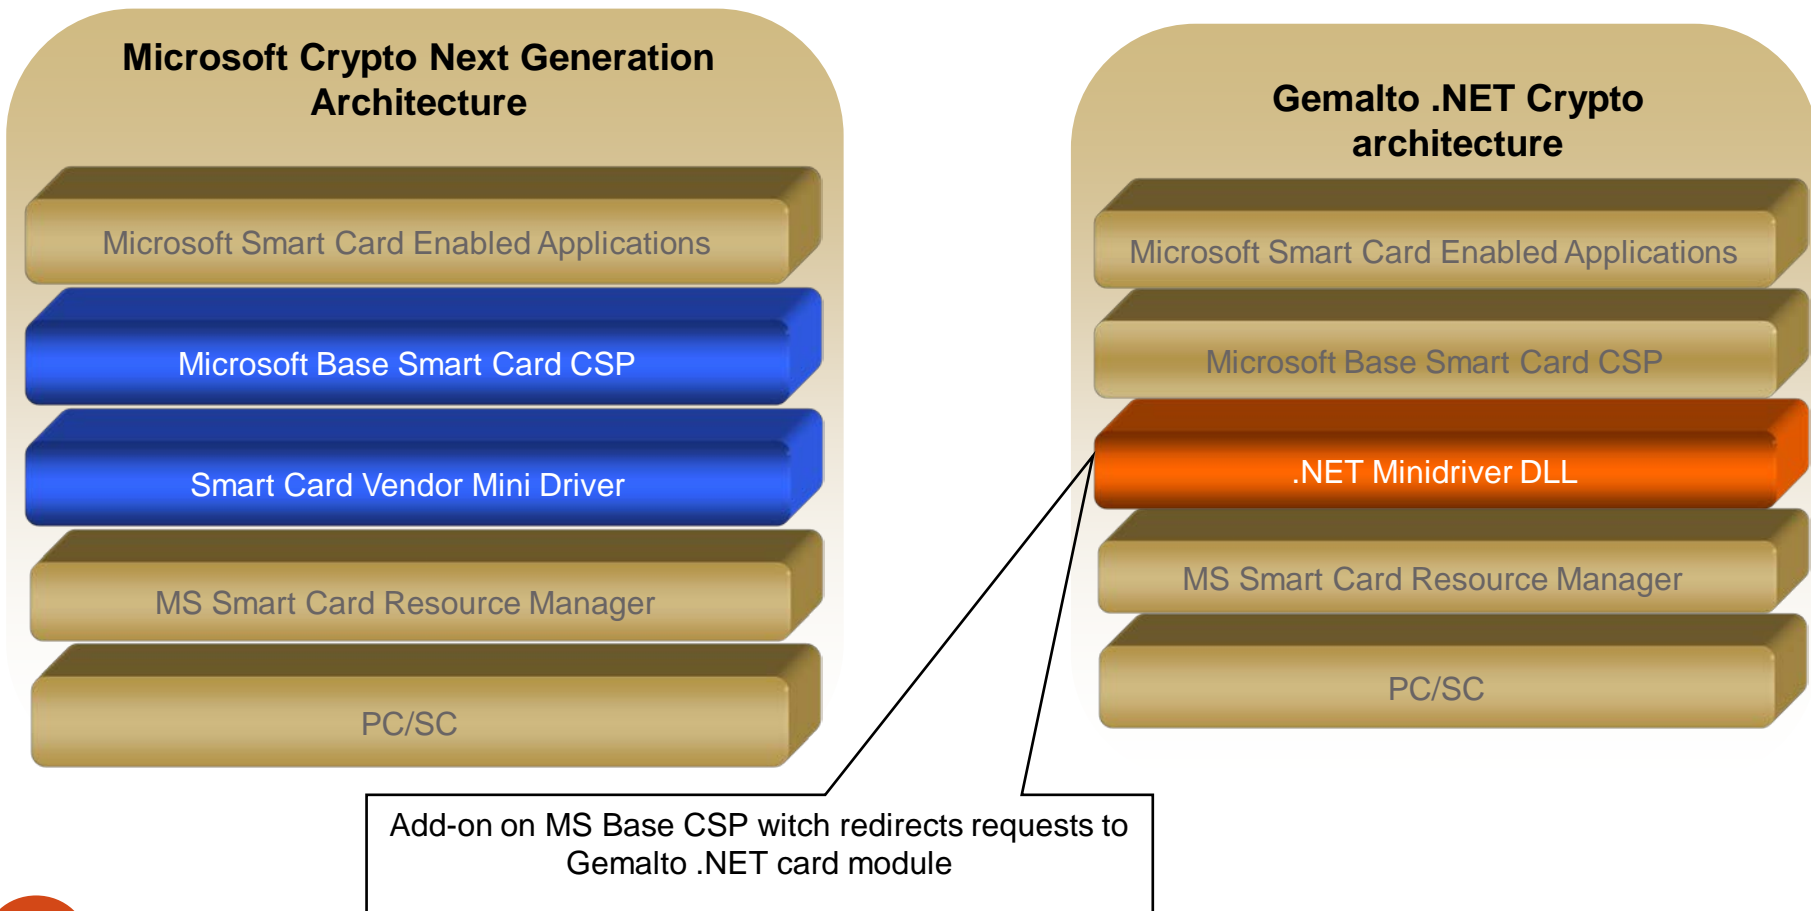 Microsoft Crypto Next Generation
Architecture
Microsoft Smart Card Enabled Applications
Microsoft Base Smart Card CSP
Smart Card Vendor Mini Driver
MS Smart Card Resource Manager
PC/SC
Gemalto .NET Crypto
architecture
Microsoft Smart Card Enabled Applications
Microsoft Base Smart Card CSP
.NET Minidriver DLL
MS Smart Card Resource Manager
PC/SC
Add-on on MS Base CSP witch redirects requests to
Gemalto .NET card module